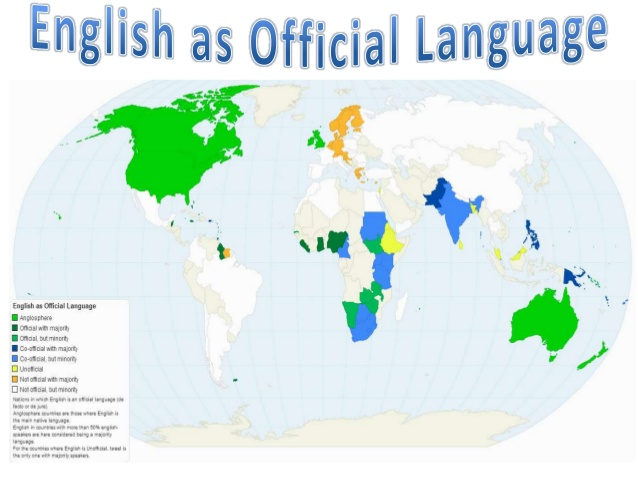 English as Official Language
English as Official Language
Anglosphere
Official with majority
Official, but minority
Co-official with majority
Co-official, but minority
Unofficial
Not official with majority
Not official, but minority
Nations in which English is an official language (de
facto or de jure).
Anglosphere countries are those where English is
the main native language.
English in countries with more than 50% english
speakers are here considered being a majority
language.
For the countries where English is Unofficial, Israel is
the only one with majority speakers.